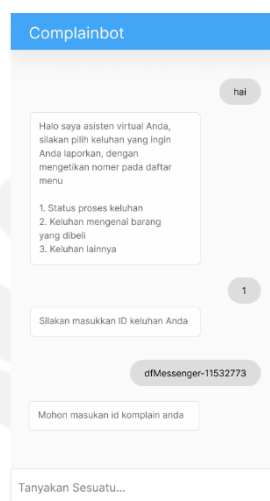 Complainbot
hai
Halo saya asisten virtual Anda,
silakan pilih keluhan yang ingin
Anda laporkan, dengan
mengetikan nomer pada daftar
menu
1. Status proses keluhan
2. Keluhan mengenai barang
yang dibeli
3. Keluhan lainnya
1
Silakan masukkan ID keluhan Anda
dfMessenger-11532773
Mohon masukan id komplain anda
Tanyakan Sesuatu...